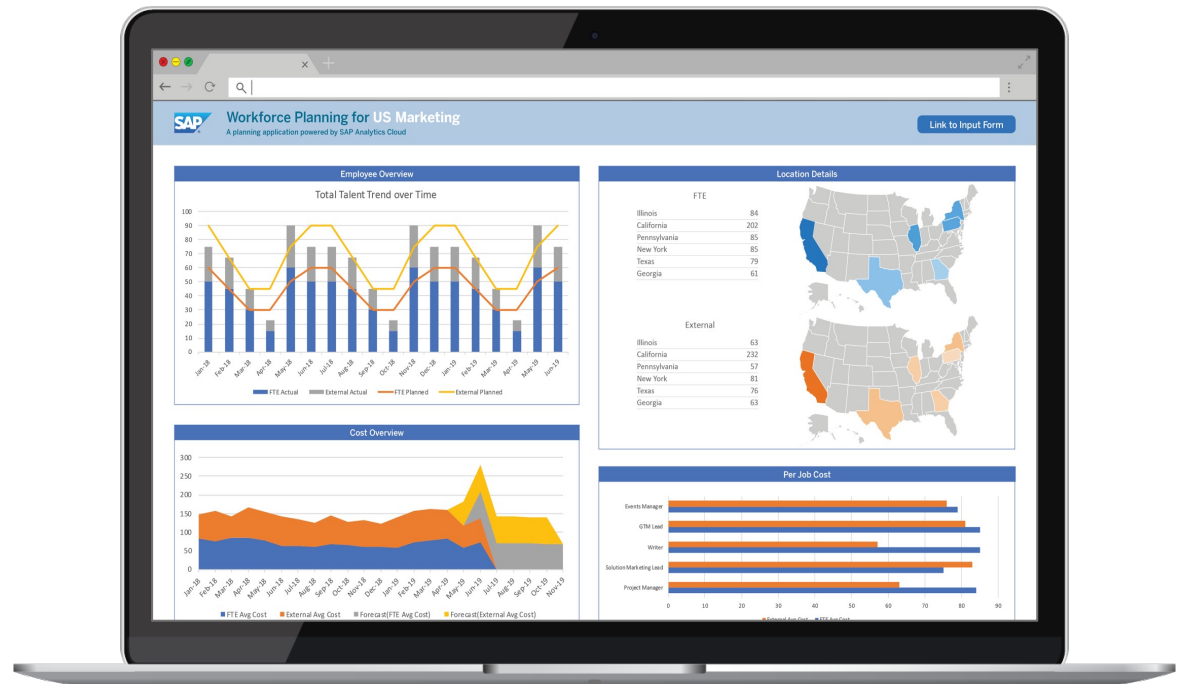 SAP
Workforce Planning for US Marketing
A planning application powered by SAP Analytics Cloud
Link to Input Form
Employee Overview
Total Talent Trend over Time
100
90
80
70
60
50
40
30
20
10
0
Jan-18 Feb-18 Mar-18 Apr-18 May-18 Jun-18 Jul-18 Aug-18 Sep-18 Oct-18 Nov-18 Dec-18 Jan-19 Feb-19 Mar-19 Apr-19 May-19 Jun-19
FTE Actual External Actual FTE Planned External Planned
Location Details
FTE
Illinois 84
California 202
Pennsylvania 85
New York 85
Texas 79
Georgia 61
External
Illinois 63
California 232
Pennsylvania 57
New York 81
Texas 76
Georgia 63
Cost Overview
300
250
200
150
100
50
0
Jan-18 Feb-18 Mar-18 Apr-18 May-18 Jun-18 Jul-18 Aug-18 Sep-18 Oct-18 Nov-18 Dec-18 Jan-19 Feb-19 Mar-19 Apr-19 May-19 Jun-19 Jul-19 Aug-19 Sep-19 Oct-19 Nov-19
FTE Avg Cost External Avg Cost Forecast(FTE Avg Cost) Forecast(External Avg Cost)
Per Job Cost
Events Manager
GTM Lead
Writer
Solution Marketing Lead
Project Manager
0 10 20 30 40 50 60 70 80 90
External Avg Cost FTE Avg Cost